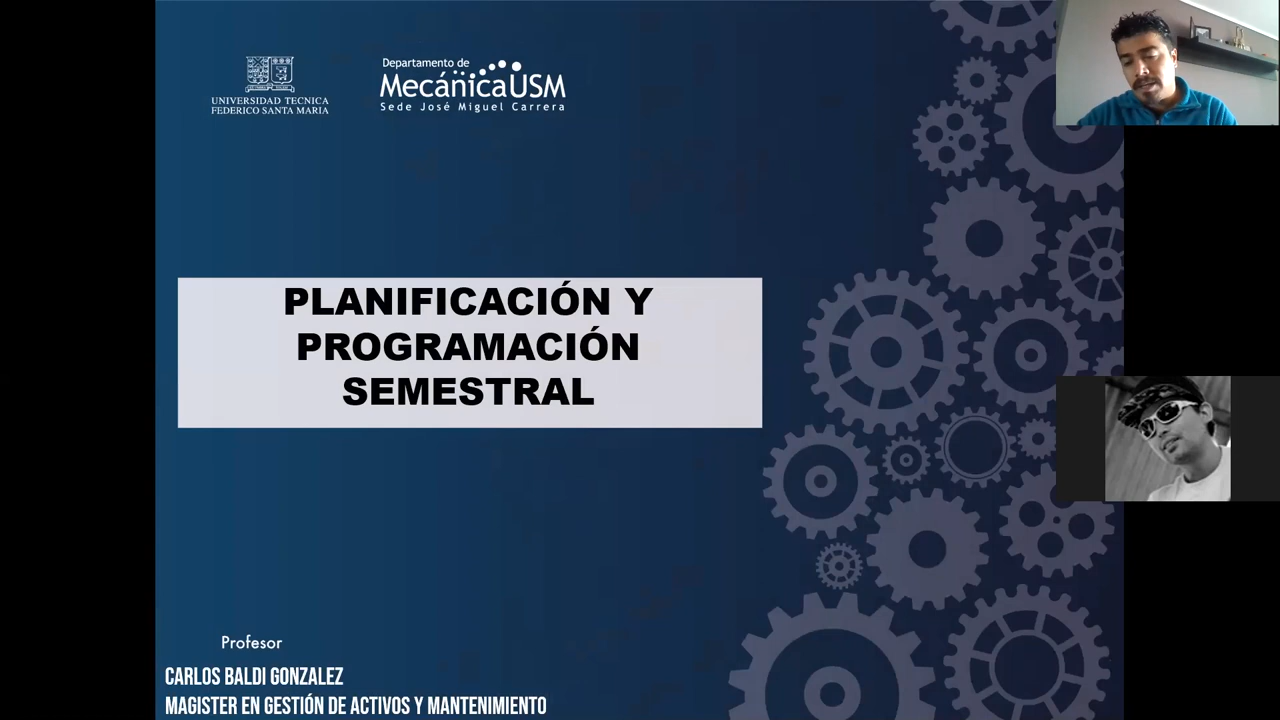 UNIVERSIDAD TECNICA
FEDERICO SANTA MARIA
Departamento de
MecánicaUSM
Sede José Miguel Carrera
PLANIFICACIÓN Y
PROGRAMACIÓN
SEMESTRAL
Profesor
CARLOS BALDI GONZALEZ
MAGISTER EN GESTIÓN DE ACTIVOS Y MANTENIMIENTO